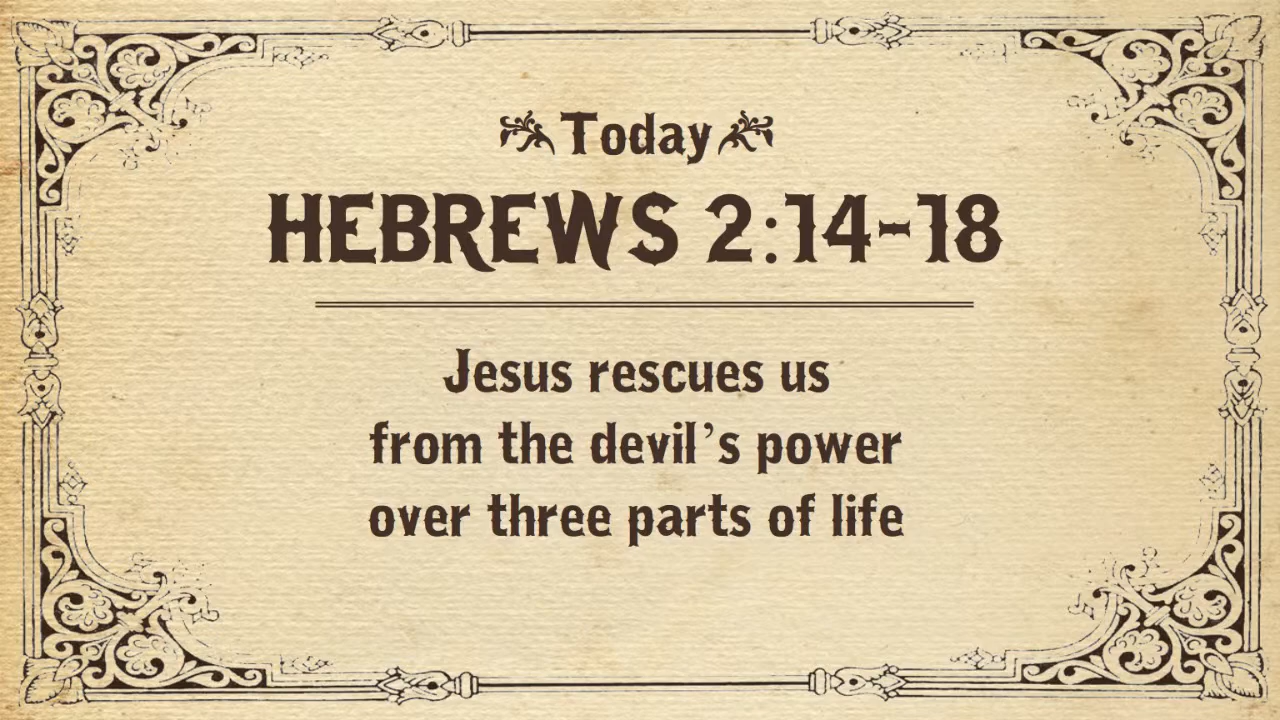 Today
HEBREWS 2:14-18
Jesus rescues us
from the devil’s power
over three parts of life